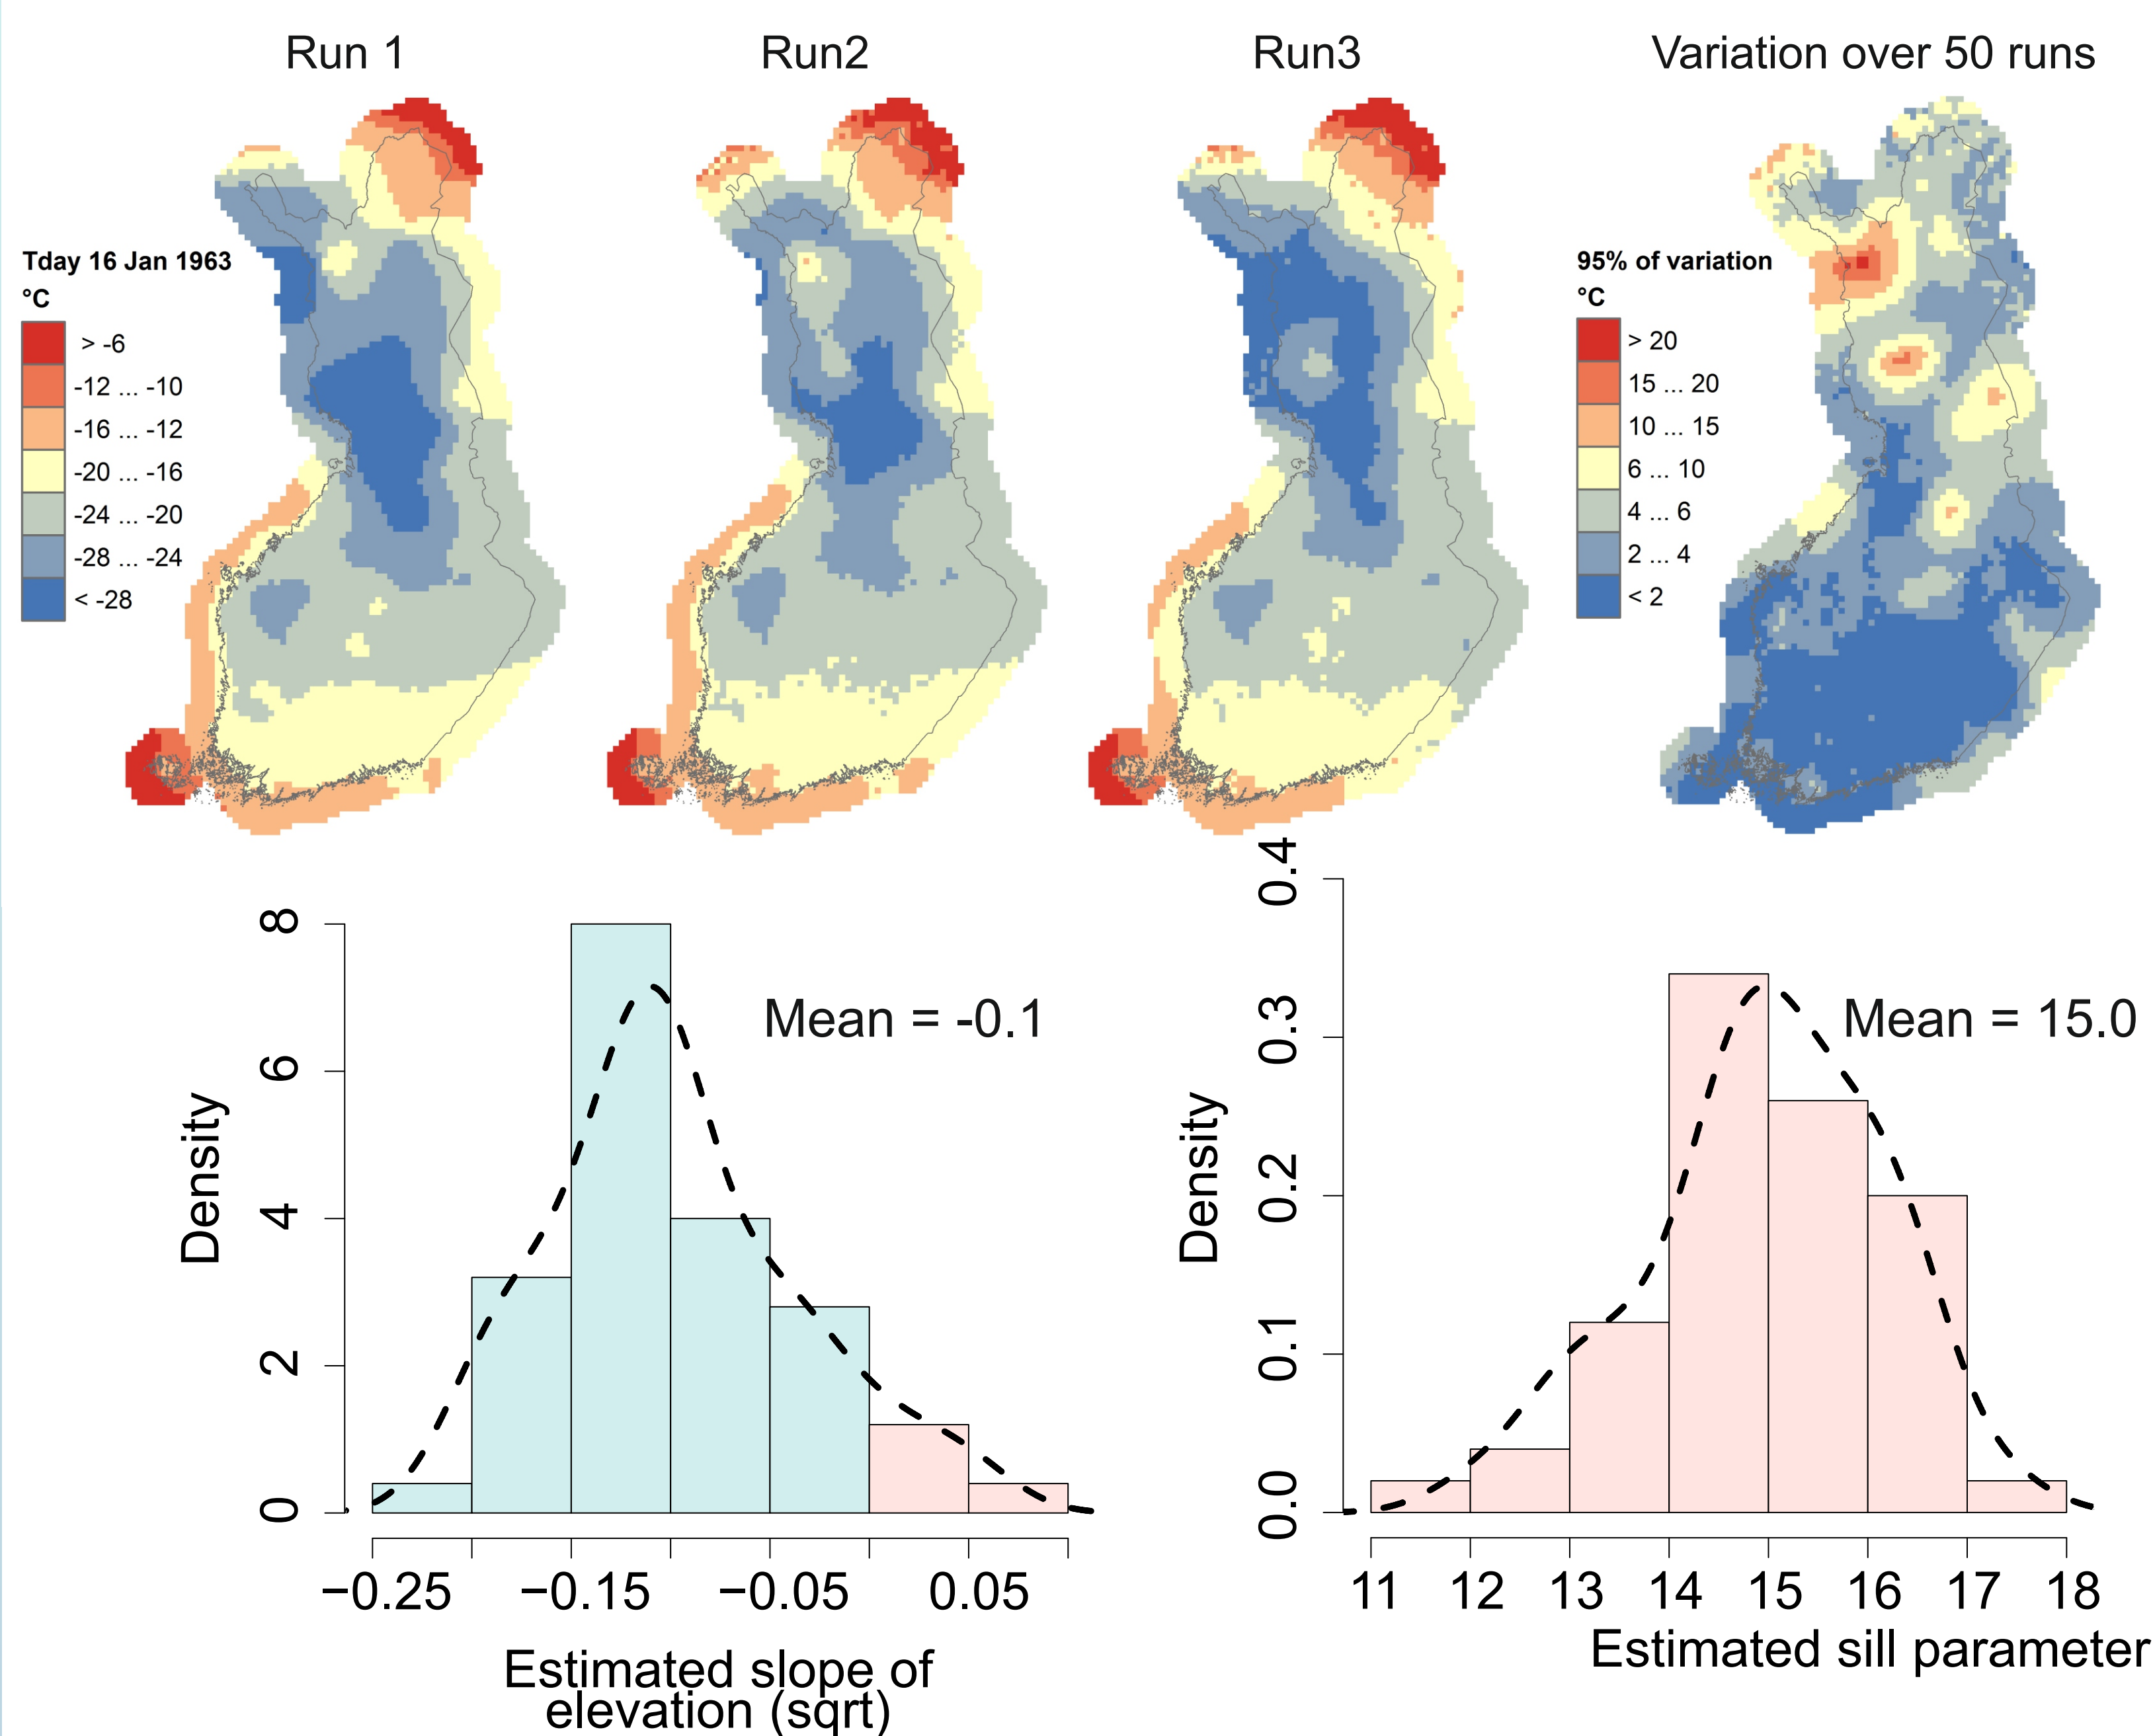 Run 1
Run2
Run3
Variation over 50 runs
Tday 16 Jan 1963
°C
> -6
-12 ... -10
-16 ... -12
-20 ... -16
-24 ... -20
-28 ... -24
< -28
95% of variation
°C
> 20
15 ... 20
10 ... 15
6 ... 10
4 ... 6
2 ... 4
< 2
8
6
4
2
0
Density
Mean = -0.1
−0.25
−0.15
−0.05
0.05
Estimated slope of
elevation (sqrt)
0.4
0.3
0.2
0.1
0.0
Density
Mean = 15.0
11
12
13
14
15
16
17
18
Estimated sill parameter